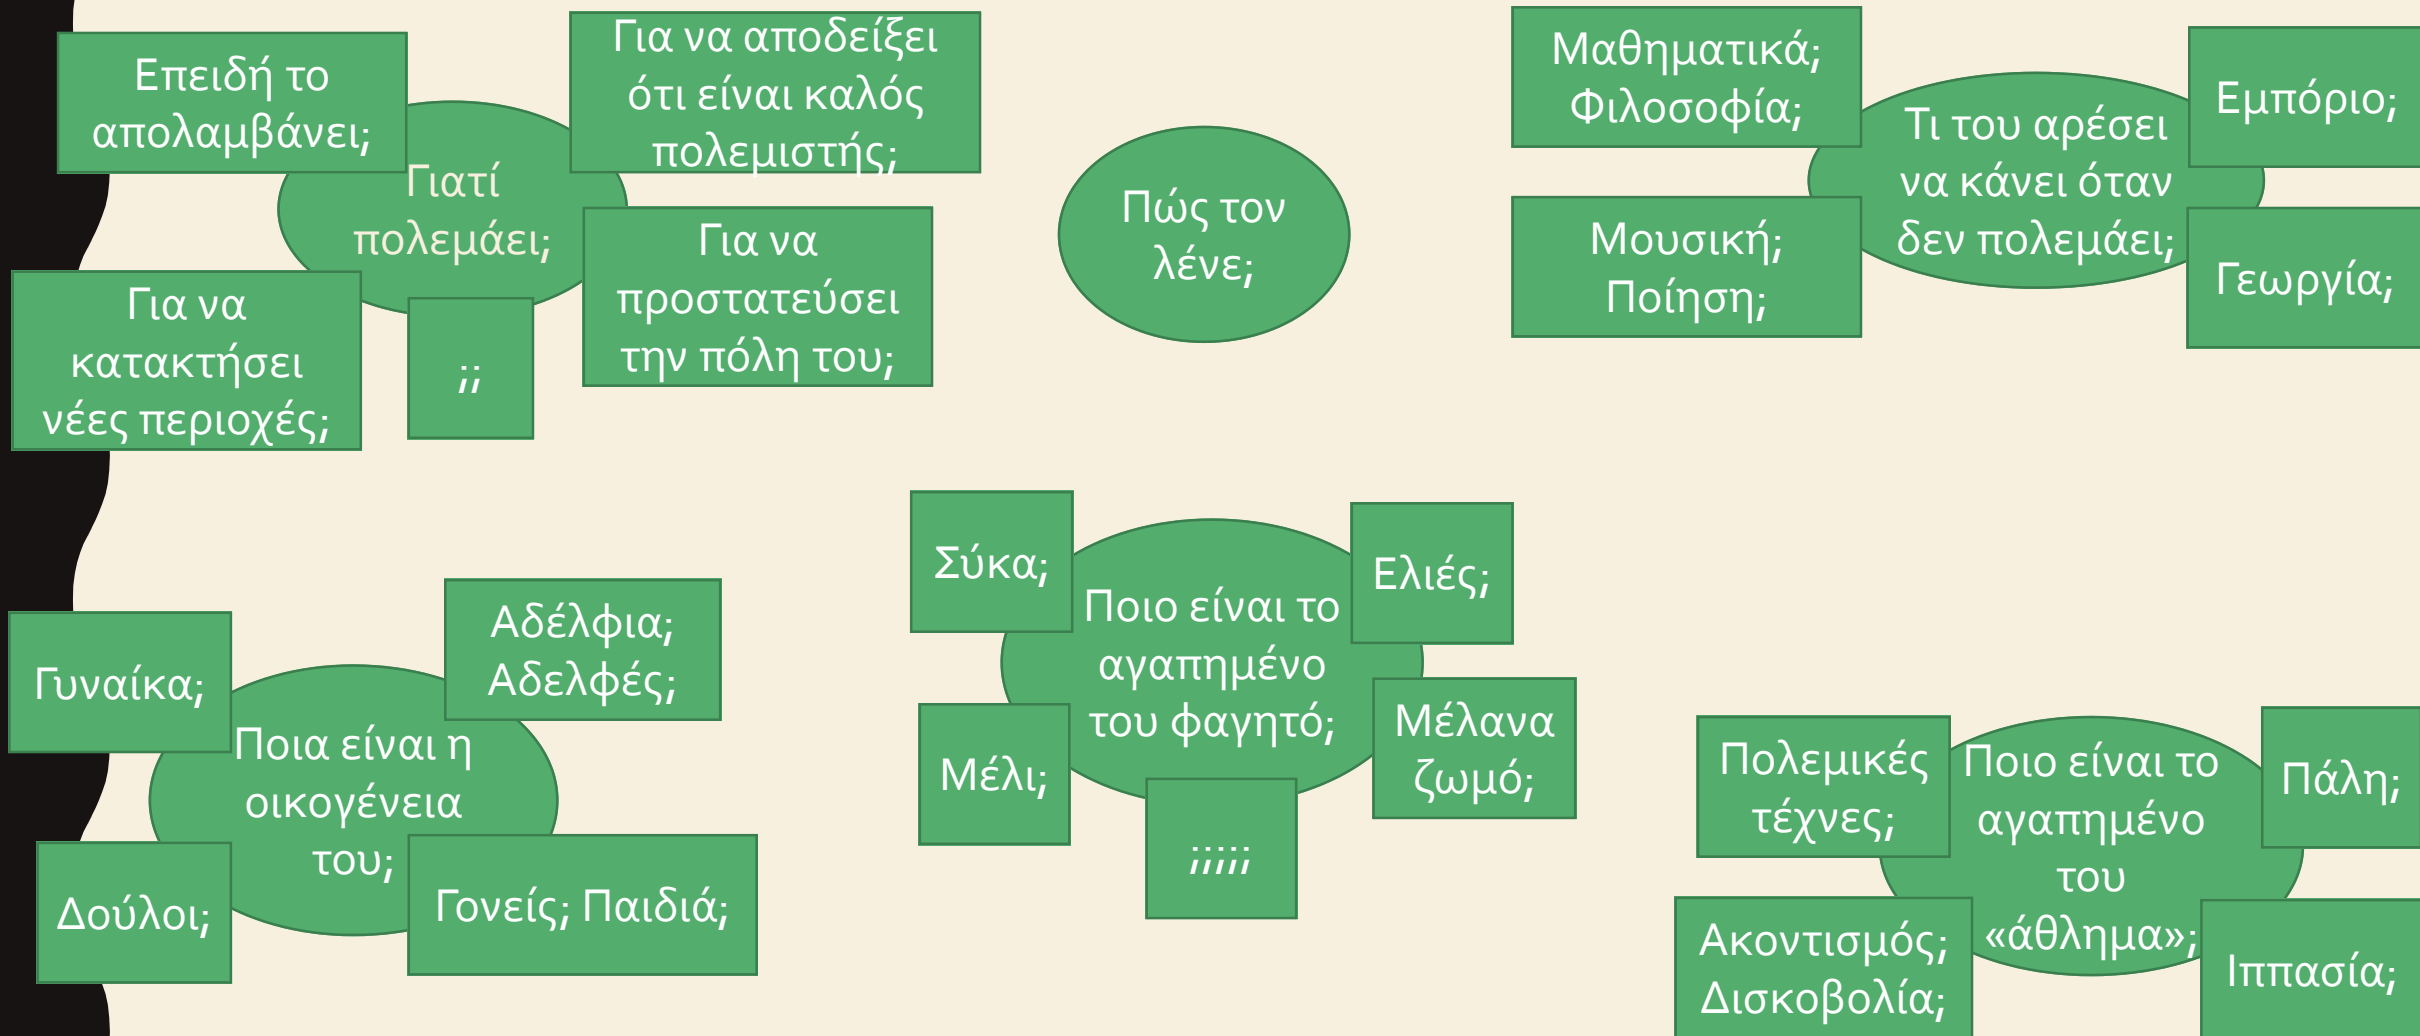 Επειδή το
απολαμβάνει;
Για να αποδείξει
ότι είναι καλός
πολεμιστής;
Γιατί
πολεμάει;
Για να
κατακτήσει
νέες περιοχές;
;;
Για να
προστατεύσει
την πόλη του;
Πώς τον
λένε;
Μαθηματικά;
Φιλοσοφία;
Τι του αρέσει
να κάνει όταν
δεν πολεμάει;
Εμπόριο;
Μουσική;
Ποίηση;
Γεωργία;
Γυναίκα;
Αδέλφια;
Αδελφές;
Ποια είναι η
οικογένεια
του;
Δούλοι;
Γονείς; Παιδιά;
Σύκα;
Ελιές;
Ποιο είναι το
αγαπημένο
του φαγητό;
Μέλι;
Μέλανα
ζωμό;
;;;;;
Πολεμικές
τέχνες;
Ποιο είναι το
αγαπημένο
του
«άθλημα»;
Πάλη;
Ακοντισμός;
Δισκοβολία;
Ιππασία;